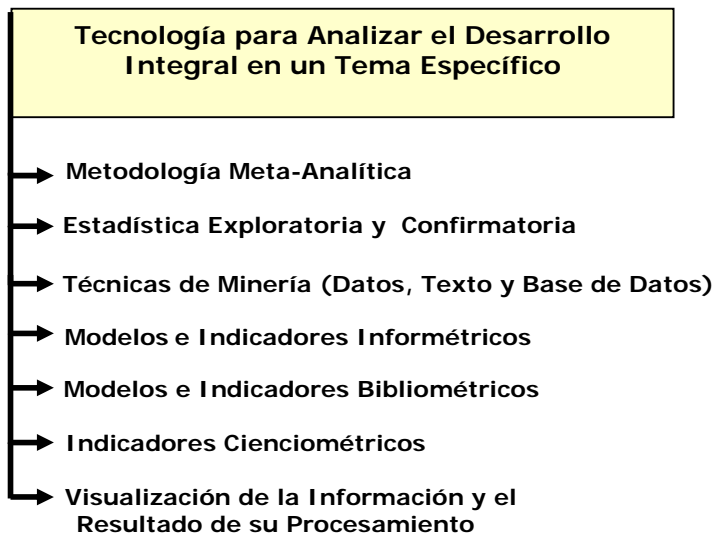 Tecnología para Analizar el Desarrollo
Integral en un Tema Específico
Metodología Meta-Analítica
Estadística Exploratoria y Confirmatoria
Técnicas de Minería (Datos, Texto y Base de Datos)
Modelos e Indicadores Informétricos
Modelos e Indicadores Bibliométricos
Indicadores Cienciométricos
Visualización de la Información y el
Resultado de su Procesamiento